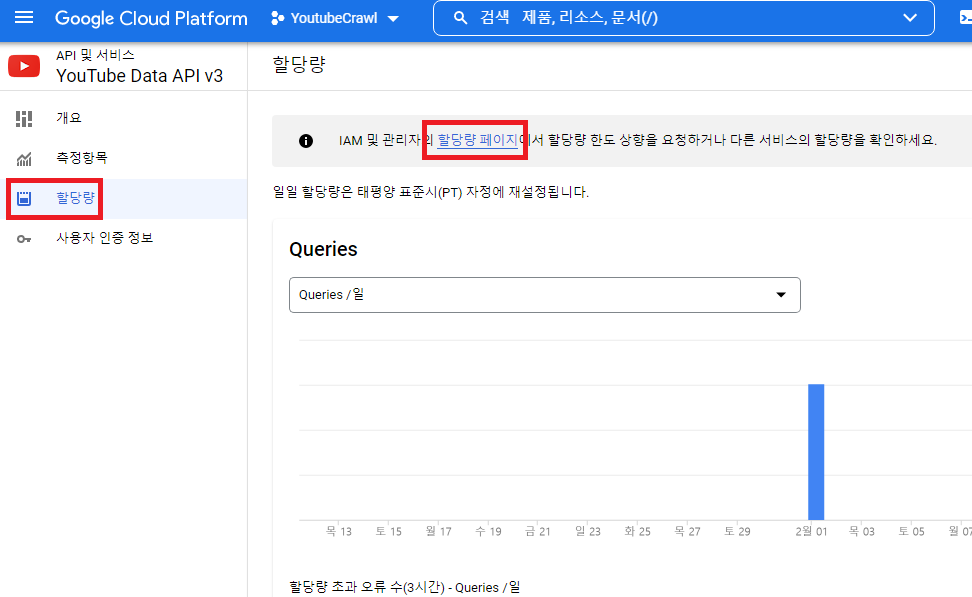 Google Cloud Platform
YoutubeCrawl
검색 제품, 리소스, 문서(/)
API 및 서비스
YouTube Data API v3
할당량
개요
측정항목
할당량
사용자 인증 정보
IAM 및 관리자의 할당량 페이지에서 할당량 한도 상향을 요청하거나 다른 서비스의 할당량을 확인하세요.
일일 할당량은 태평양 표준시(PT) 자정에 재설정됩니다.
Queries
Queries /일
목 13 토 15 월 17 수 19 금 21 일 23 화 25 목 27 토 29 2월 01 목 03 토 05 월 07
할당량 초과 오류 수(3시간) - Queries /일